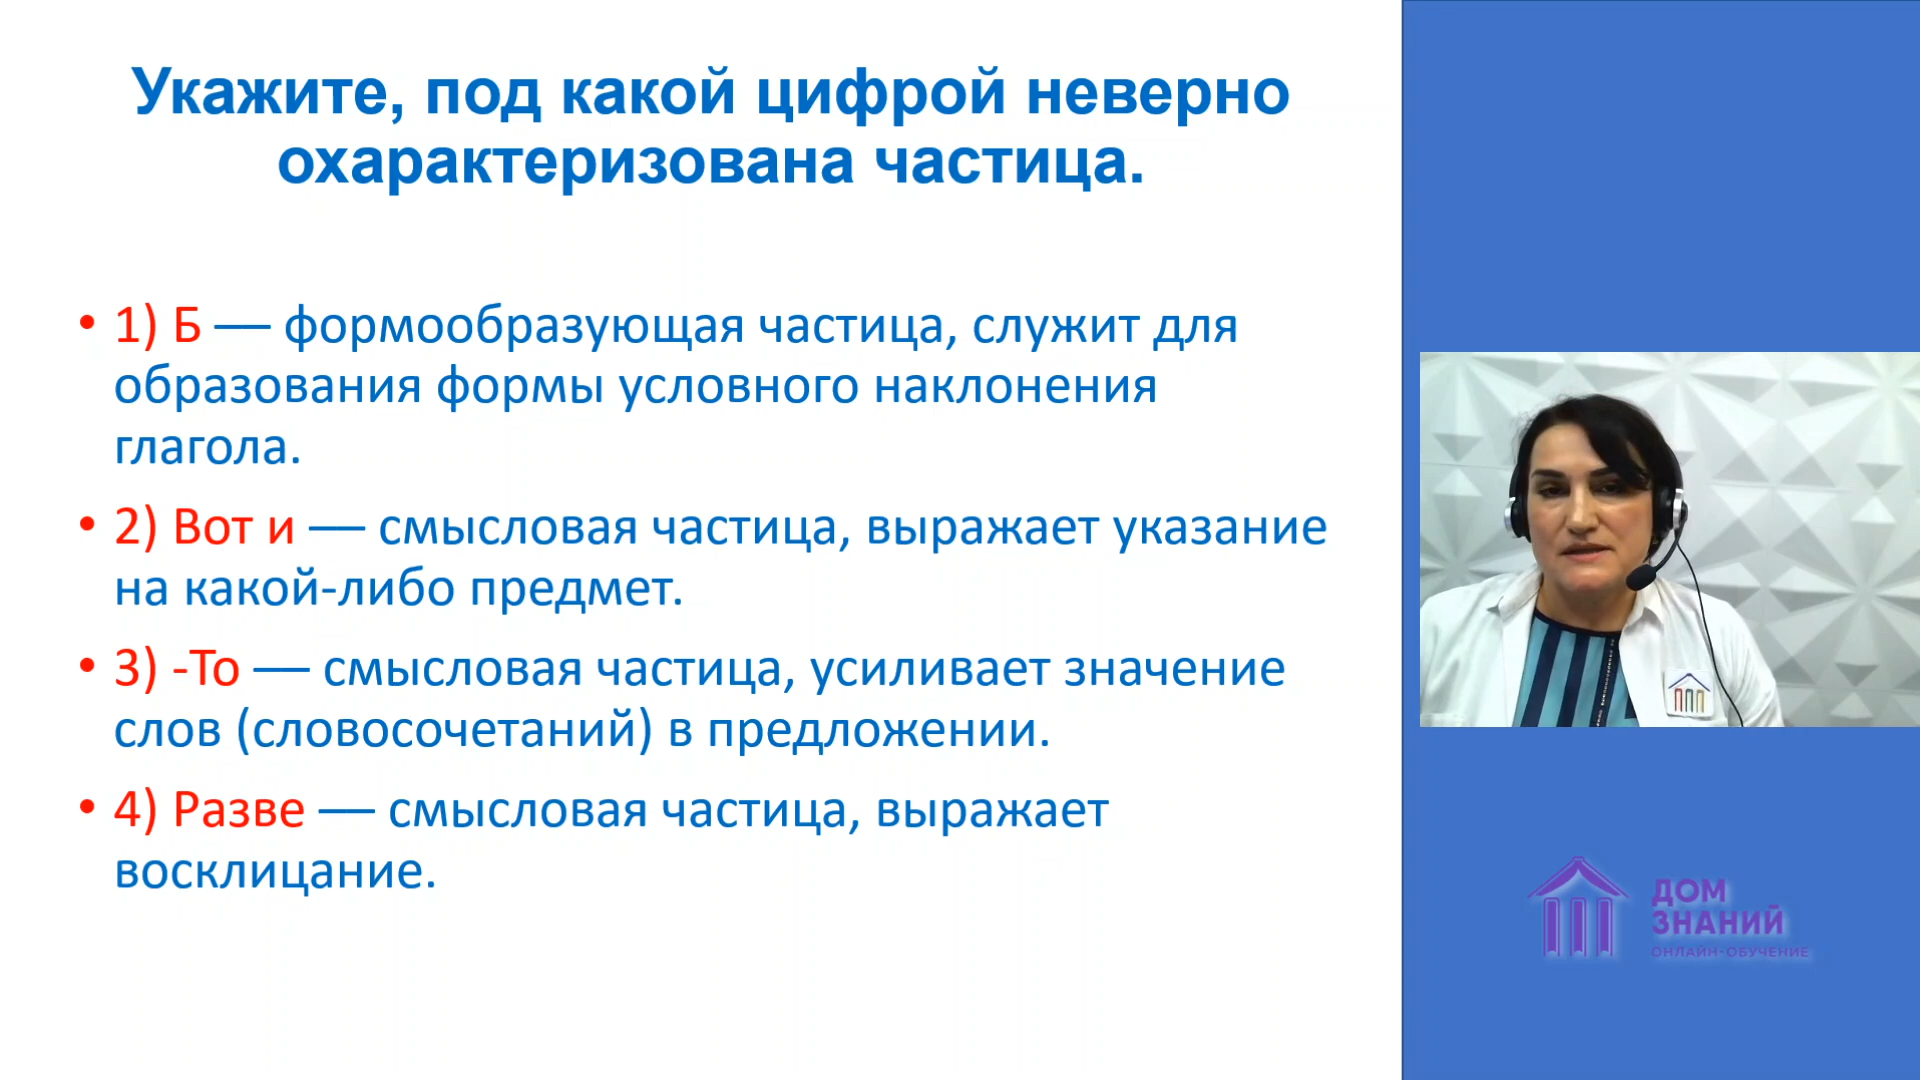 Укажите, под какой цифрой неверно
охарактеризована частица.
• 1) Б — формообразующая частица, служит для
образования формы условного наклонения
глагола.
• 2) Вот и — смысловая частица, выражает указание
на какой-либо предмет.
• 3) -То — смысловая частица, усиливает значение
слов (словосочетаний) в предложении.
• 4) Разве — смысловая частица, выражает
восклицание.
ДОМ
ЗНАНИЙ
ОНЛАЙН-ОБУЧЕНИЕ